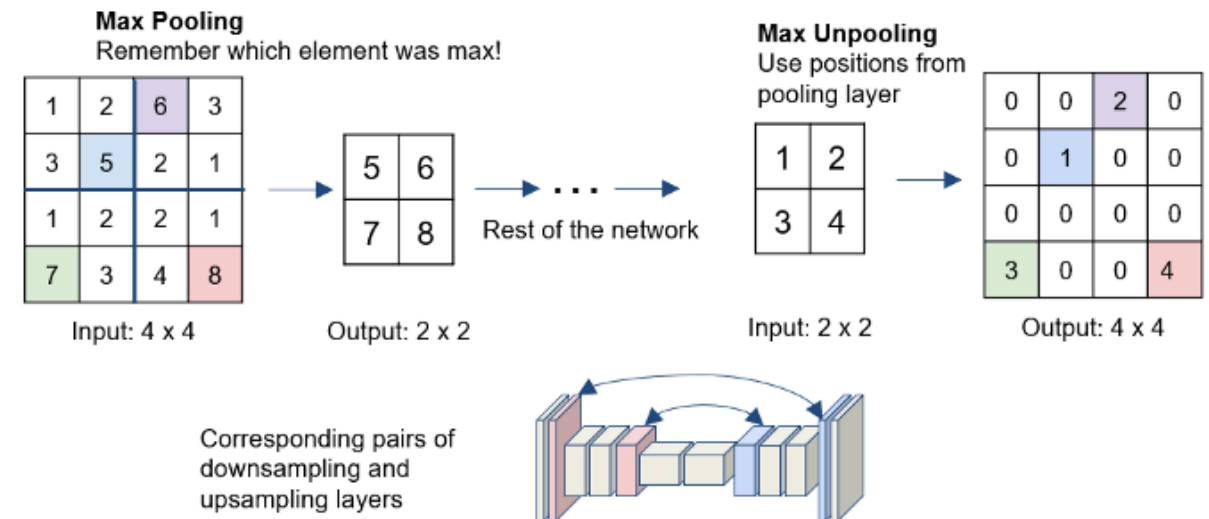 Max Pooling
Remember which element was max!
1 2 6 3
3 5 2 1
1 2 2 1
7 3 4 8
Input: 4 x 4
5 6
7 8
Output: 2 x 2
...
Rest of the network
Max Unpooling
Use positions from
pooling layer
1 2
3 4
Input: 2 x 2
0 0 2 0
0 1 0 0
0 0 0 0
3 0 0 4
Output: 4 x 4
Corresponding pairs of
downsampling and
upsampling layers